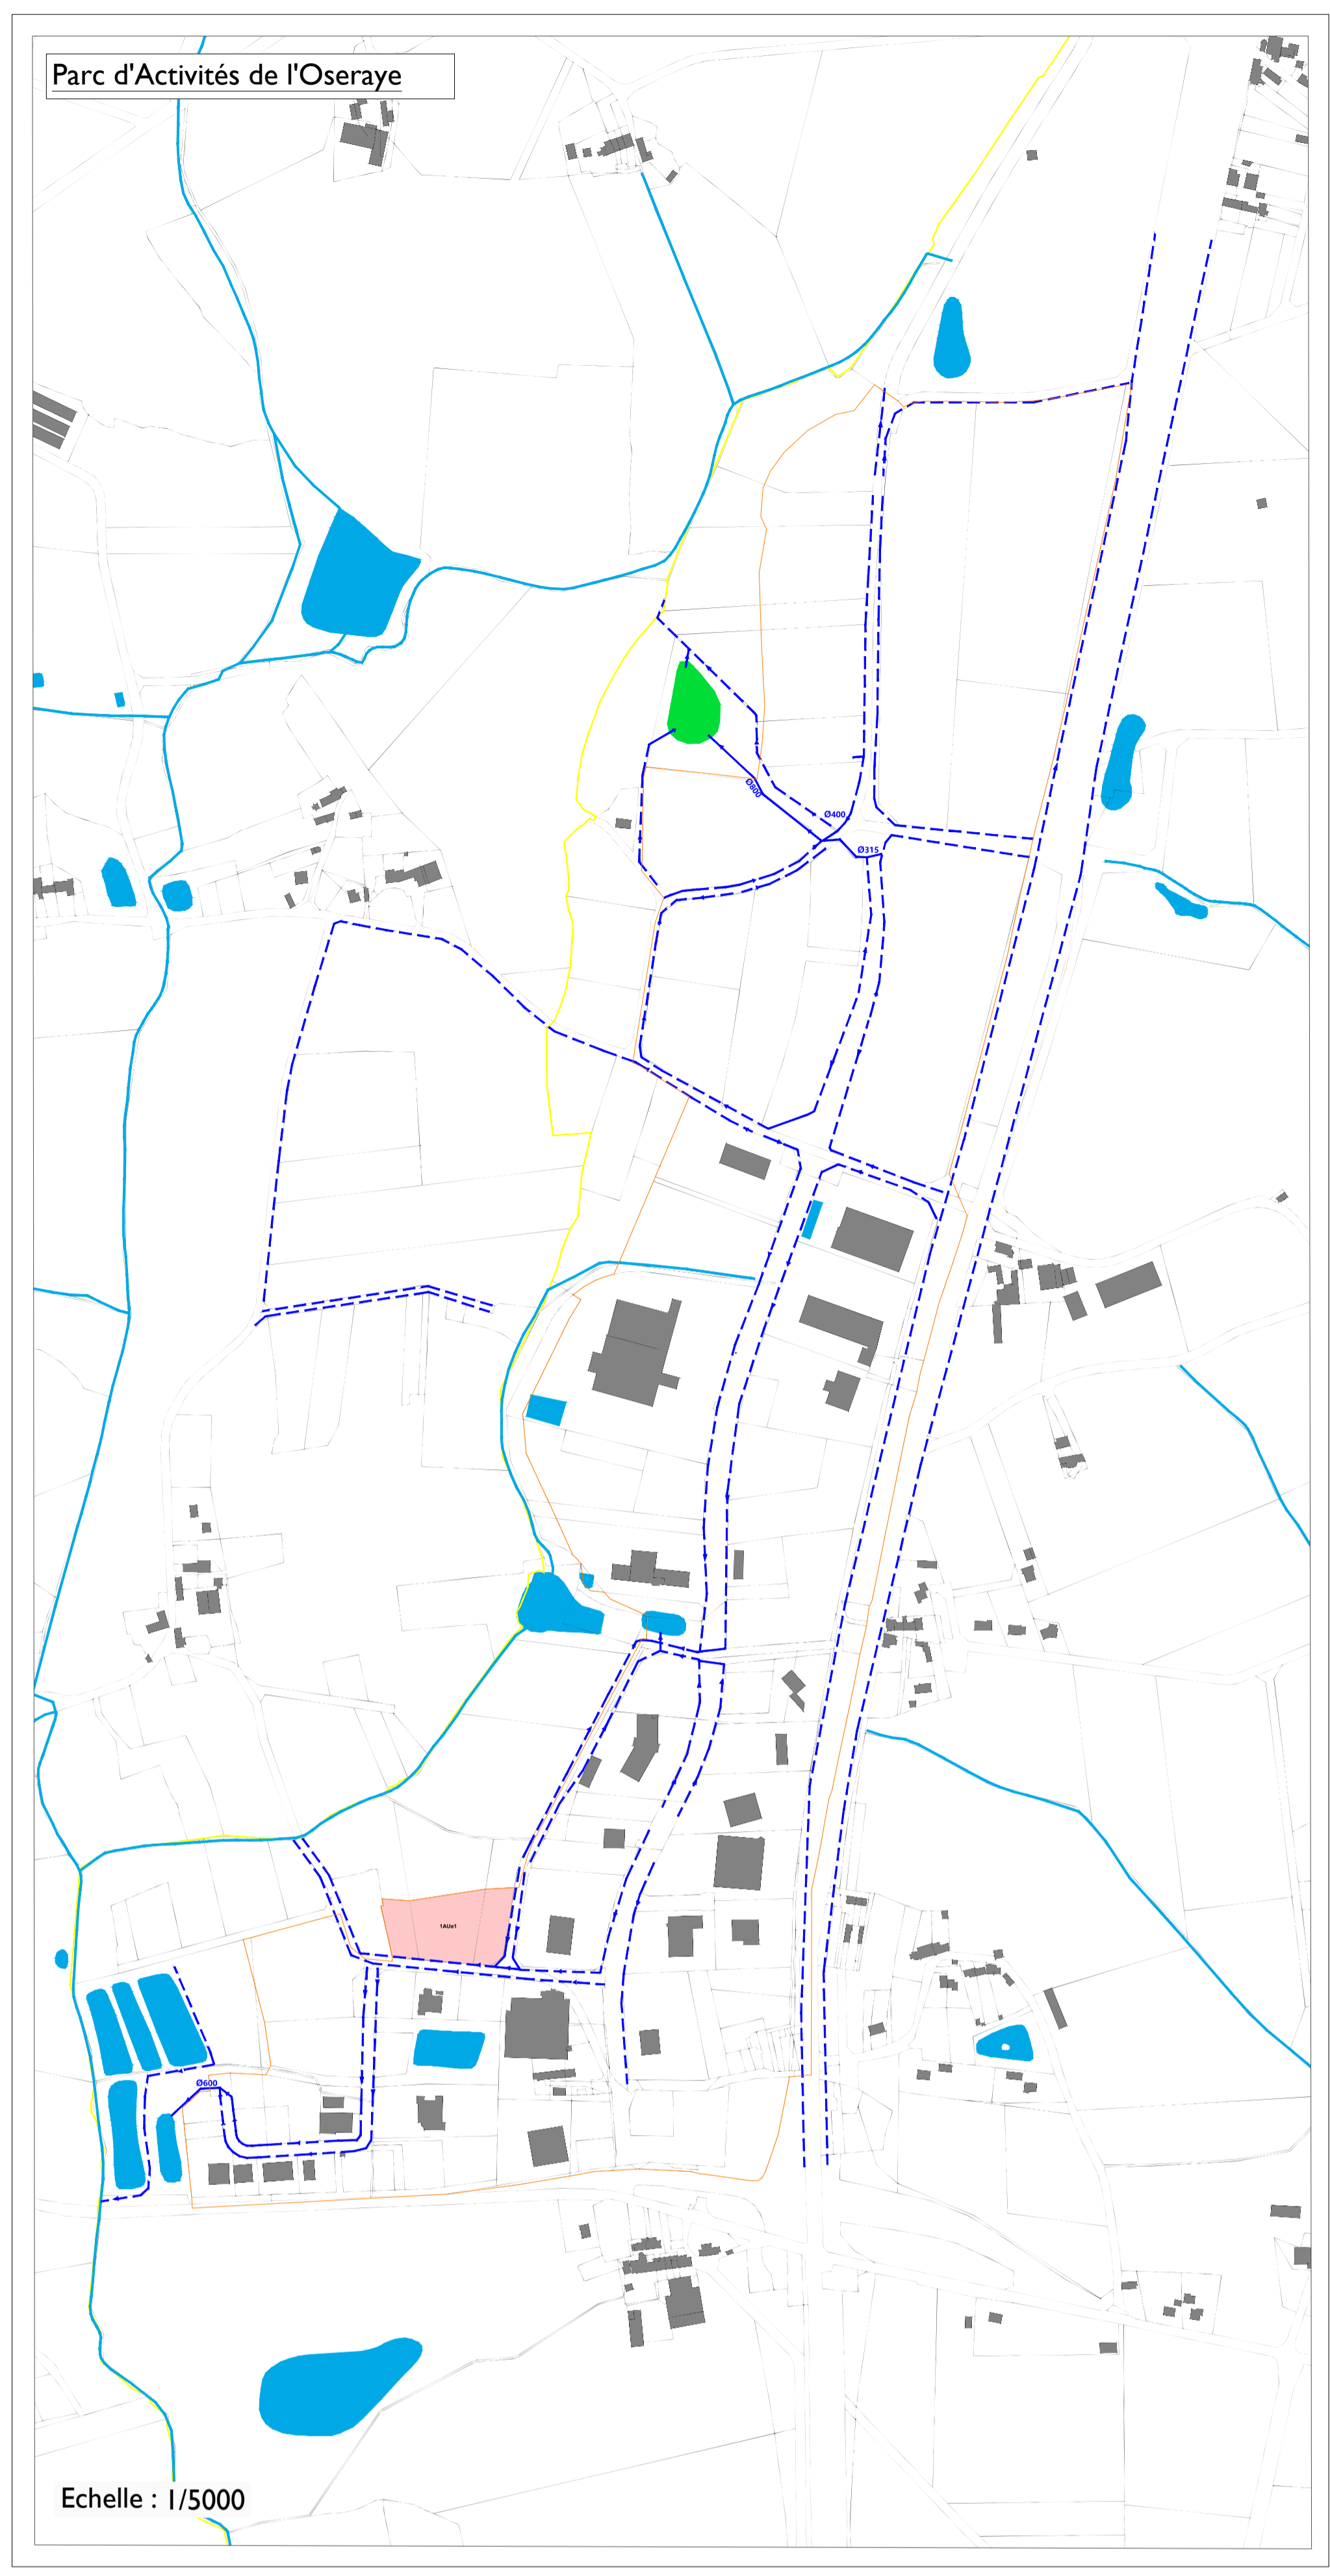 Parc d'Activités de l'Oseraye
Ø800
Ø400
Ø315
1AUe1
Ø600
Echelle : 1/5000